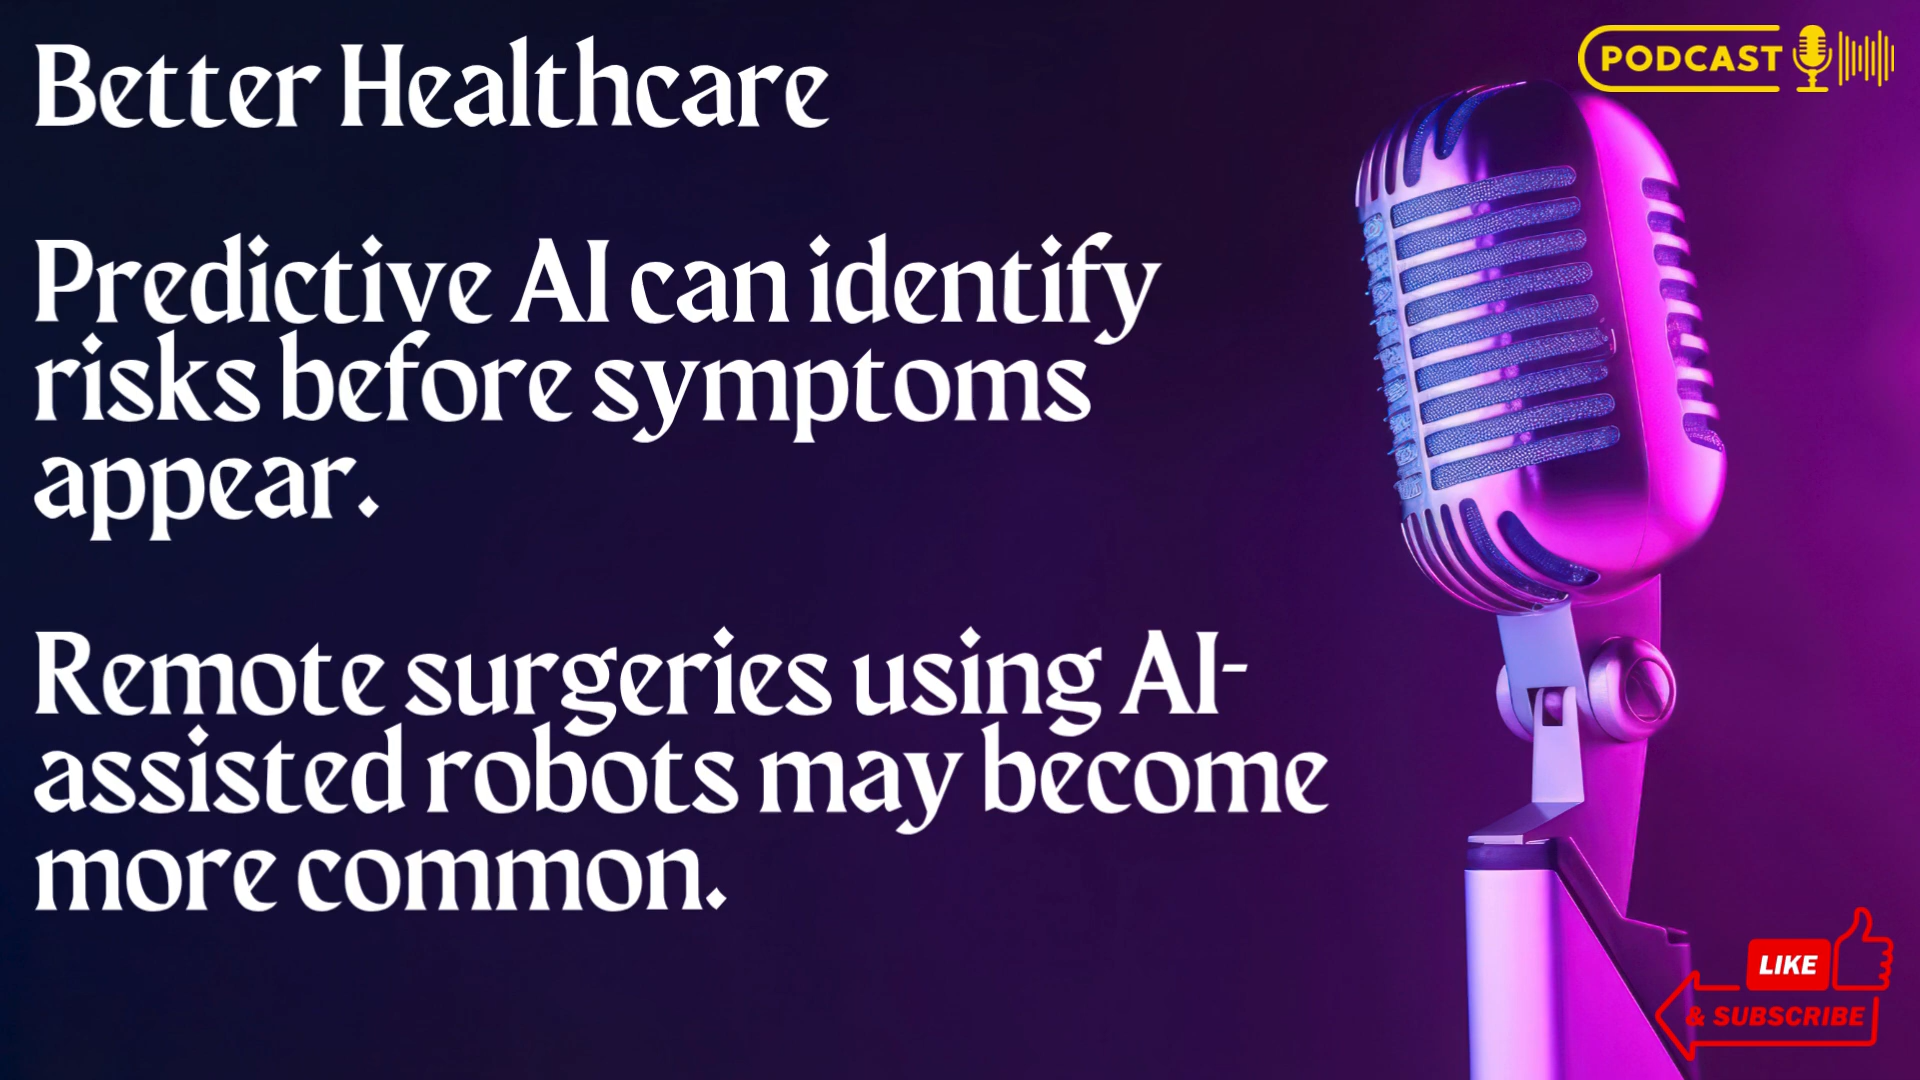 Better Healthcare
PODCAST
Predictive AI can identify
risks before symptoms
appear.
Remote surgeries using AI-
assisted robots may become
more common.
LIKE
& SUBSCRIBE